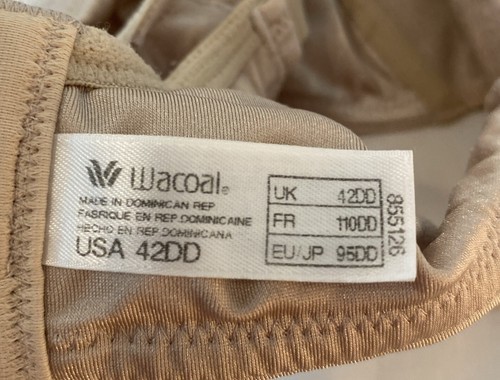 Wacoal®
MADE IN DOMINICAN REP
FABRIQUE EN REP.DOMINICAINE
HECHO EN REP.DOMINICANA
USA 42DD
UK 42DD
FR 110DD
EU/JP 95DD
855126